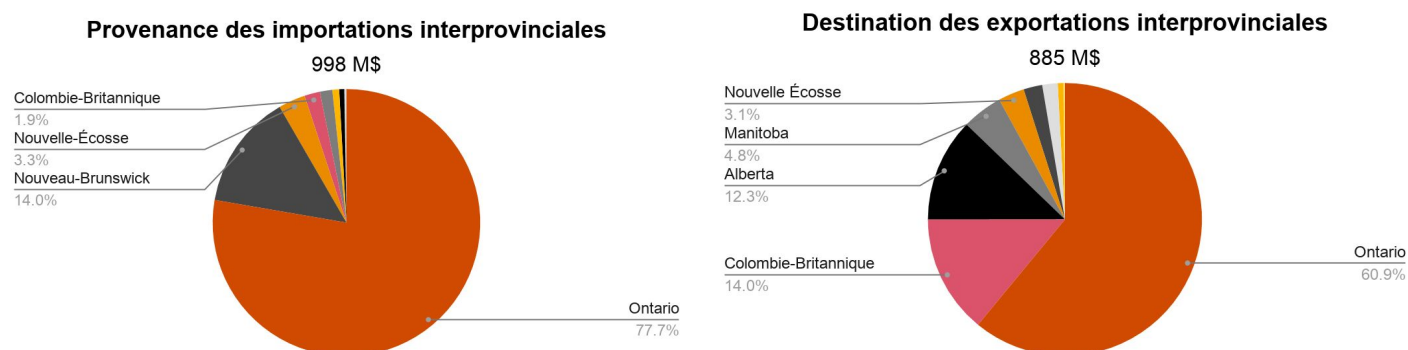 Provenance des importations interprovinciales
998 M$
Colombie-Britannique
1.9%
Nouvelle-Écosse
3.3%
Nouveau-Brunswick
14.0%
Ontario
77.7%
Destination des exportations interprovinciales
885 M$
Nouvelle Écosse
3.1%
Manitoba
4.8%
Alberta
12.3%
Colombie-Britannique
14.0%
Ontario
60.9%